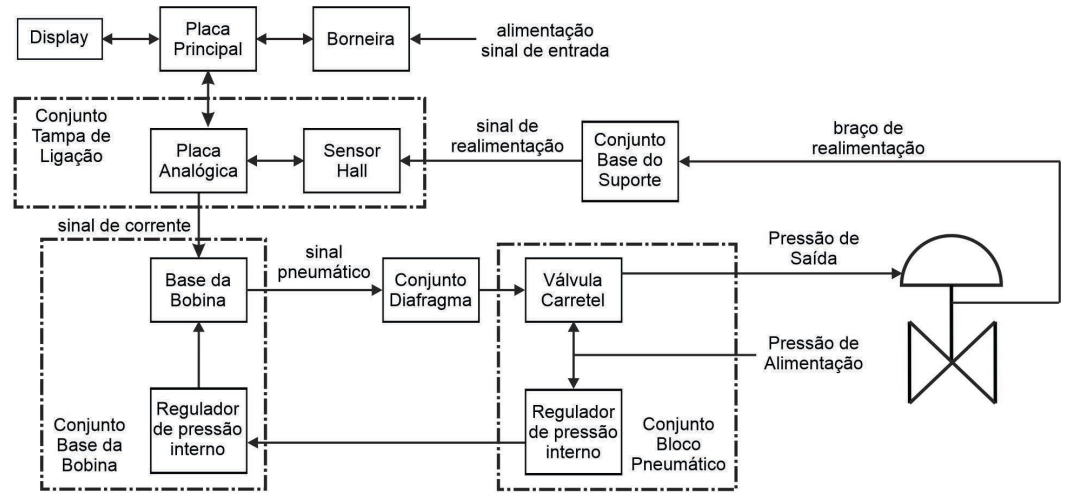 Display
Placa
Principal
Borneira
alimentação
sinal de entrada
Conjunto
Tampa de
Ligação
Placa
Analógica
Sensor
Hall
sinal de
realimentação
Conjunto
Base do
Suporte
braço de
realimentação
sinal de corrente
Base da
Bobina
sinal
pneumático
Conjunto
Diafragma
Válvula
Carretel
Pressão de
Saída
Pressão de
Alimentação
Conjunto
Base da
Bobina
Regulador
de pressão
interno
Regulador
de pressão
interno
Conjunto
Bloco
Pneumático